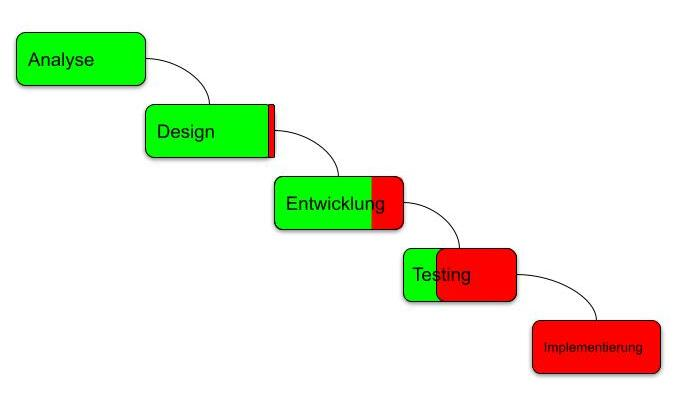 Analyse
Design
Entwicklung
Testing
Implementierung